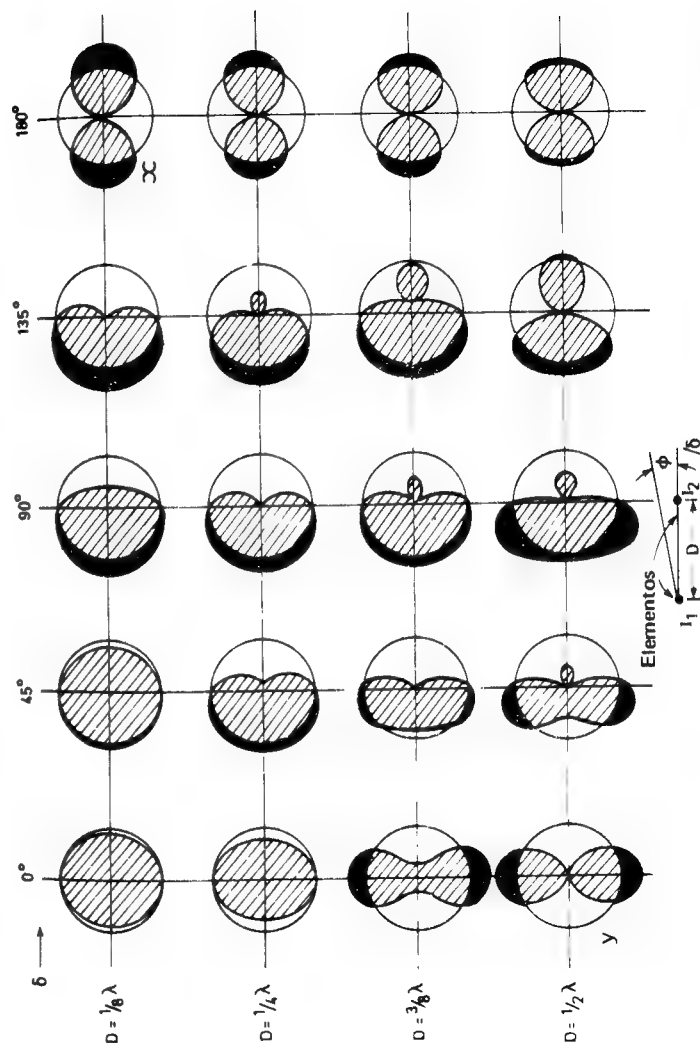 δ → 0° 45° 90° 135° 180°
D = 1/8 λ
x
D = 1/4 λ
D = 3/8 λ
D = 1/2 λ
y
Elementos
ϕ
I1 D I2 /δ